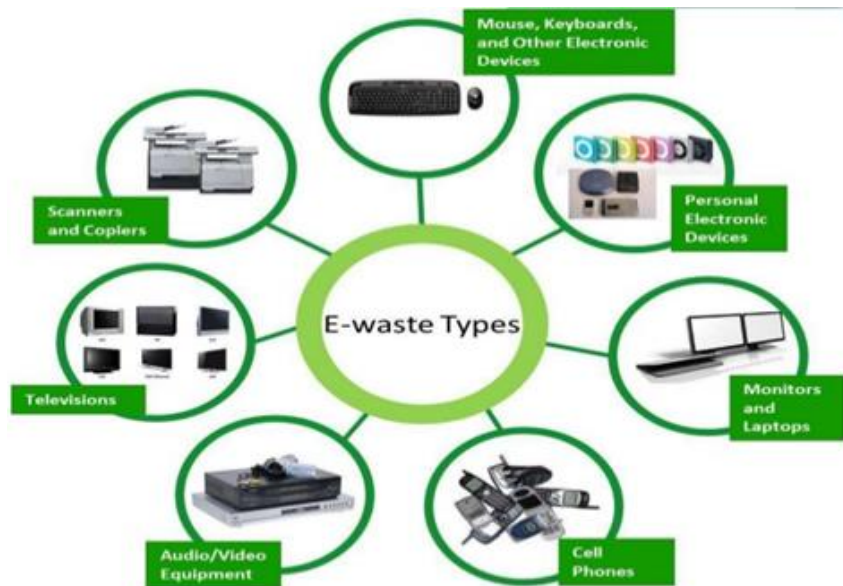 Mouse, Keyboards,
and Other Electronic
Devices
Scanners
and Copiers
Personal
Electronic
Devices
E-waste Types
Televisions
Monitors
and
Laptops
Audio/Video
Equipment
Cell
Phones